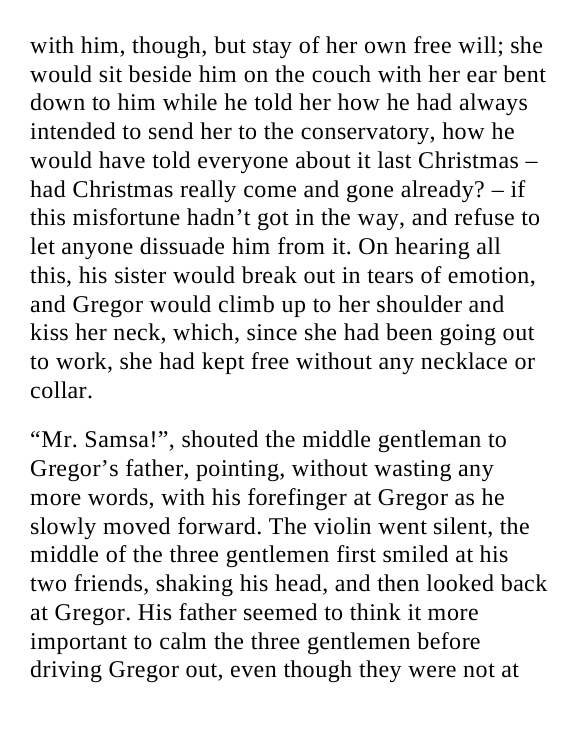 with him, though, but stay of her own free will; she
would sit beside him on the couch with her ear bent
down to him while he told her how he had always
intended to send her to the conservatory, how he
would have told everyone about it last Christmas –
had Christmas really come and gone already? – if
this misfortune hadn’t got in the way, and refuse to
let anyone dissuade him from it. On hearing all
this, his sister would break out in tears of emotion,
and Gregor would climb up to her shoulder and
kiss her neck, which, since she had been going out
to work, she had kept free without any necklace or
collar.
“Mr. Samsa!”, shouted the middle gentleman to
Gregor’s father, pointing, without wasting any
more words, with his forefinger at Gregor as he
slowly moved forward. The violin went silent, the
middle of the three gentlemen first smiled at his
two friends, shaking his head, and then looked back
at Gregor. His father seemed to think it more
important to calm the three gentlemen before
driving Gregor out, even though they were not at